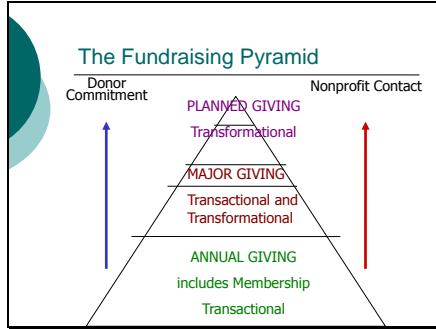 The Fundraising Pyramid
Donor
Commitment
Nonprofit Contact
PLANNED GIVING
Transformational
MAJOR GIVING
Transactional and
Transformational
ANNUAL GIVING
includes Membership
Transactional